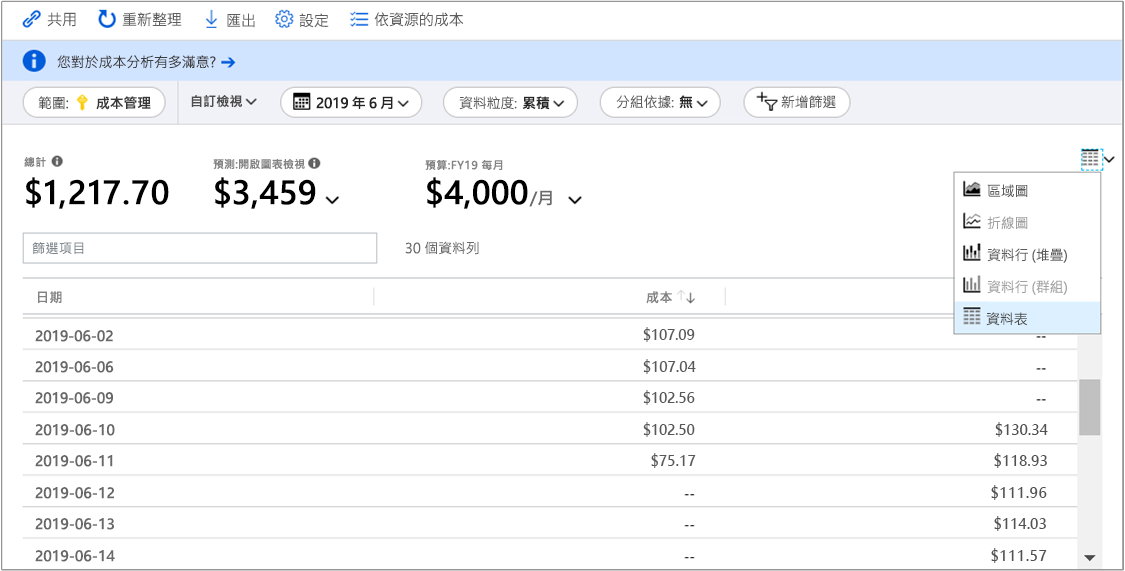 共用 重新整理 匯出 設定 依資源的成本
您對於成本分析有多滿意? →
範圍: 成本管理 自訂檢視 2019 年 6 月 資料粒度: 累積 分組依據: 無 新增篩選
總計 預測:開啟圖表檢視 預算:FY19 每月
$1,217.70 $3,459 $4,000/月
區域圖
折線圖
資料行 (堆疊)
資料行 (群組)
資料表
篩選項目 30 個資料列
日期 成本 ↑↓
2019-06-02 $107.09 --
2019-06-06 $107.04 --
2019-06-09 $102.56 --
2019-06-10 $102.50 $130.34
2019-06-11 $75.17 $118.93
2019-06-12 -- $111.96
2019-06-13 -- $114.03
2019-06-14 -- $111.57